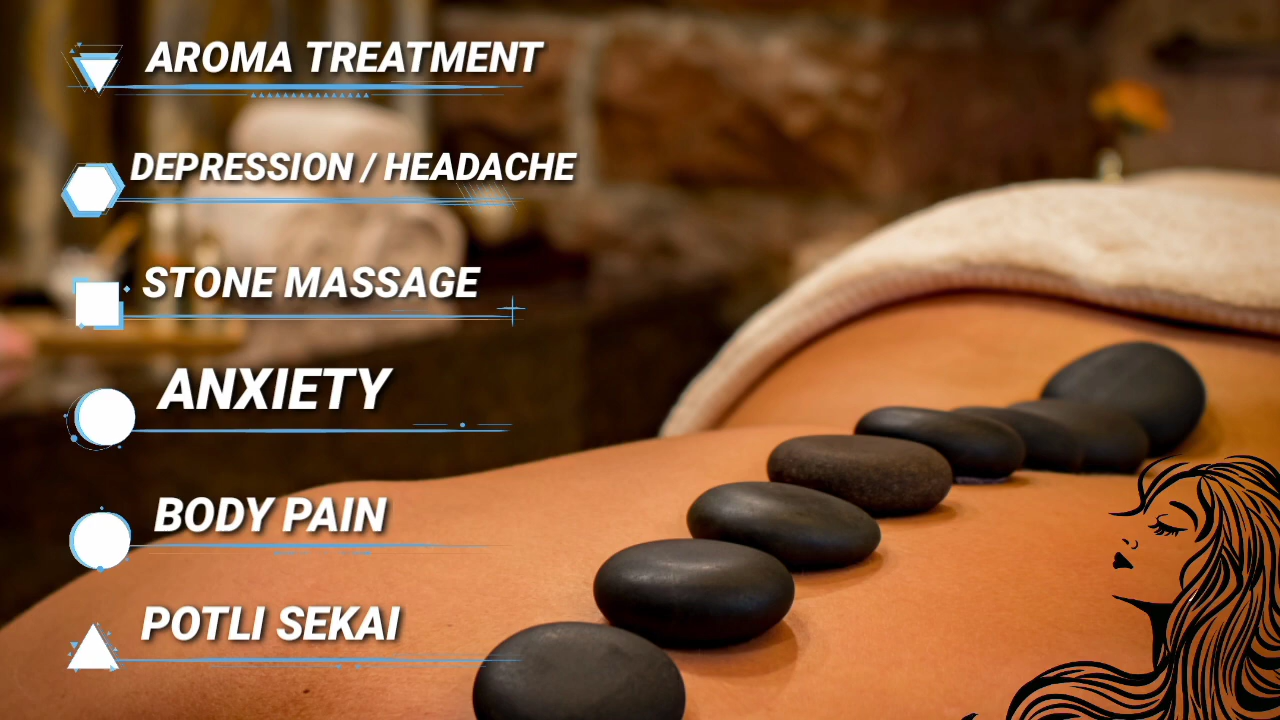 AROMA TREATMENT
DEPRESSION / HEADACHE
STONE MASSAGE
ANXIETY
BODY PAIN
POTLI SEKAI